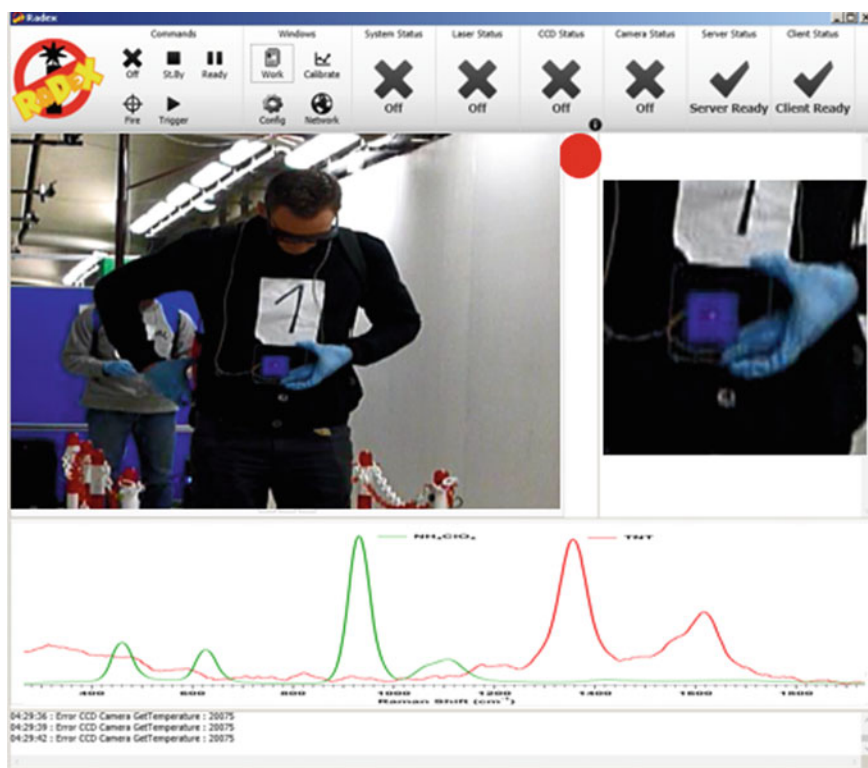 Radex
Commands
Windows
System Status
Laser Status
CCD Status
Camera Status
Server Status
Client Status
RaDeX
Off
St.By
Ready
Work
Calibrate
Off
Off
Off
Off
Server Ready
Client Ready
Fire
Trigger
Config
Network
1
NH₄ClO₄
TNT
400
600
800
1000
1200
1400
1600
1800
Raman Shift (cm⁻¹)
04:29:36 : Error CCD Camera GetTemperature : 20075
04:29:39 : Error CCD Camera GetTemperature : 20075
04:29:42 : Error CCD Camera GetTemperature : 20075